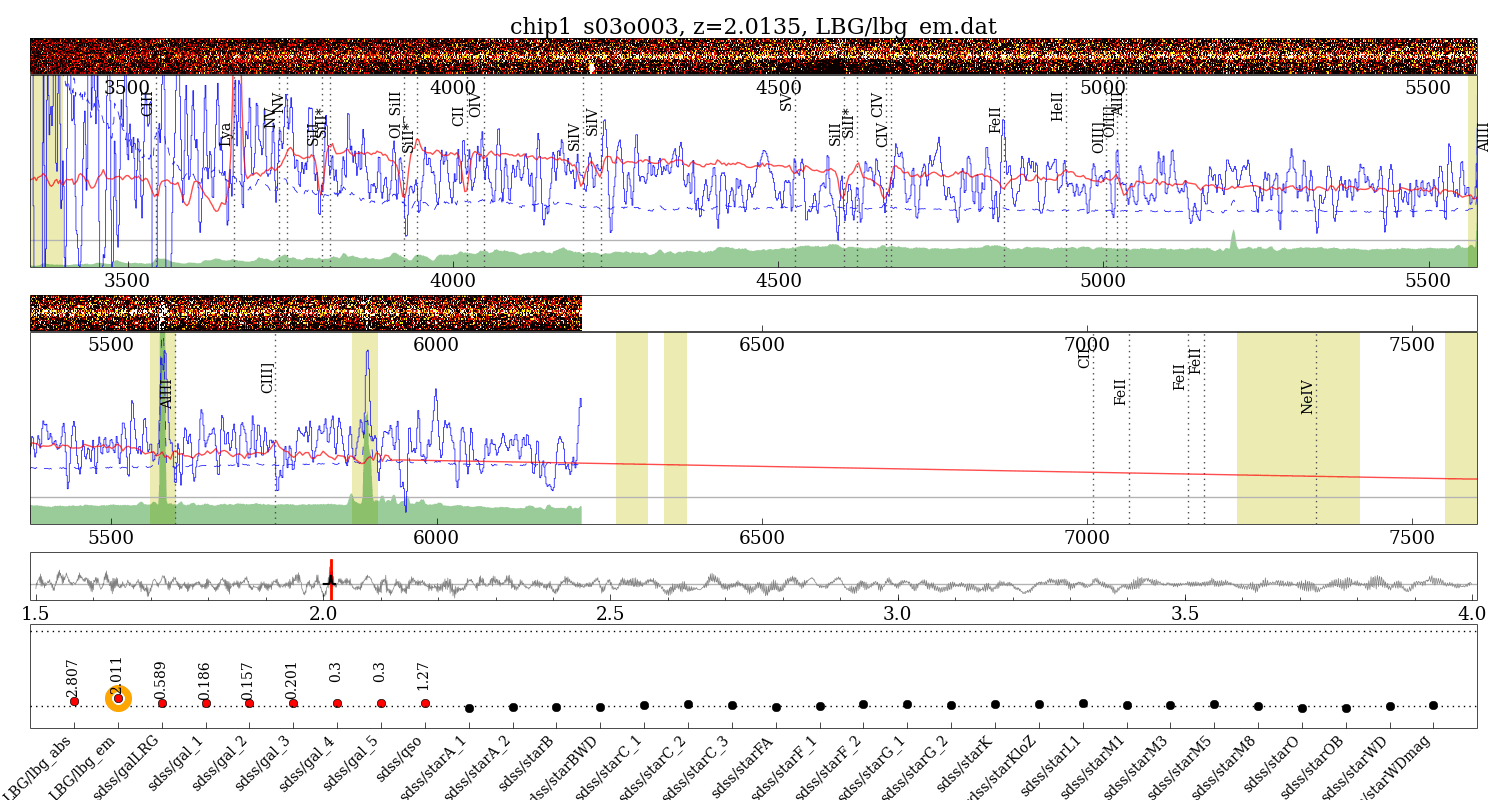 chip1_s03o003, z=2.0135, LBG/lbg_em.dat
3500 4000 4500 5000 5500
CIII Lya NV NV SiII SiII* OI SiII SiII* CII OIV SiIV SiIV SV SiII SiII* CIV CIV FeII HeII OIII] OIII] AlII AlIII
3500 4000 4500 5000 5500
5500 6000 6500 7000 7500
AlIII CIII] CII FeII FeII FeII NeIV
5500 6000 6500 7000 7500
1.5 2.0 2.5 3.0 3.5 4.0
2.807 2.011 0.589 0.186 0.157 0.201 0.3 0.3 1.27
LBG/lbg_abs
LBG/lbg_em
sdss/galLRG
sdss/gal_1
sdss/gal_2
sdss/gal_3
sdss/gal_4
sdss/gal_5
sdss/qso
sdss/starA_1
sdss/starA_2
sdss/starB
dss/starBWD
sdss/starC_1
sdss/starC_2
sdss/starC_3
sdss/starFA
sdss/starF_1
sdss/starF_2
sdss/starG_1
sdss/starG_2
sdss/starK
dss/starKloZ
sdss/starL1
sdss/starM1
sdss/starM3
sdss/starM5
sdss/starM8
sdss/starO
sdss/starOB
sdss/starWD
/starWDmag